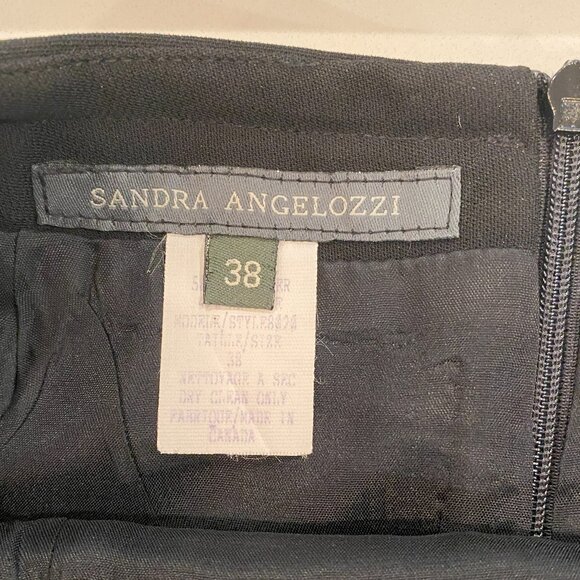 SANDRA ANGELOZZI
38
MODELE/STYLE
TAILLE/SIZE
38
NETTOYAGE A SEC
DRY CLEAN ONLY
FABRIQUE/MADE IN
CANADA